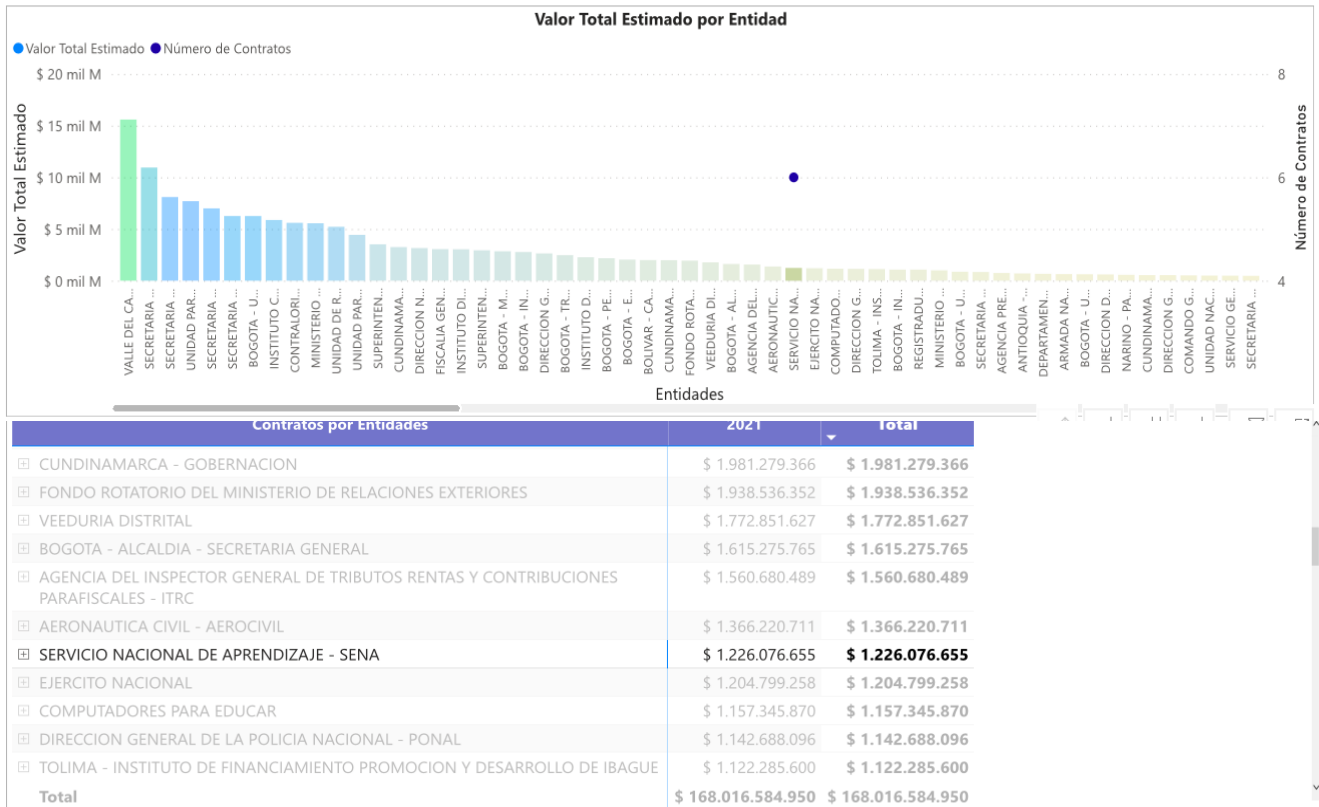 Valor Total Estimado por Entidad
Valor Total Estimado Número de Contratos
$ 20 mil M
$ 15 mil M
$ 10 mil M
$ 5 mil M
$ 0 mil M
Valor Total Estimado
8
6
4
Número de Contratos
VALLE DEL CA...
SECRETARIA ...
SECRETARIA ...
UNIDAD PAR...
SECRETARIA ...
SECRETARIA ...
BOGOTA - U...
INSTITUTO C...
CONTRALORI...
MINISTERIO ...
UNIDAD DE R...
UNIDAD PAR...
SUPERINTEN...
CUNDINAMA...
DIRECCION N...
FISCALIA GEN...
INSTITUTO DI...
SUPERINTEN...
BOGOTA - M...
BOGOTA - IN...
DIRECCION G...
BOGOTA - TR...
INSTITUTO D...
BOGOTA - PE...
BOGOTA - E...
BOLIVAR - CA...
CUNDINAMA...
FONDO ROTA...
VEEDURIA DI...
BOGOTA - AL...
AGENCIA DEL...
AERONAUTIC...
SERVICIO NA...
EJERCITO NA...
COMPUTADO...
DIRECCION G...
TOLIMA - INS...
BOGOTA - IN...
REGISTRADU...
MINISTERIO ...
BOGOTA - U...
SECRETARIA ...
AGENCIA PRE...
ANTIOQUIA -...
DEPARTAMEN...
ARMADA NA...
BOGOTA - U...
DIRECCION D...
NARINO - PA...
CUNDINAMA...
DIRECCION G...
COMANDO G...
UNIDAD NAC...
SERVICIO GE...
SECRETARIA ...
Entidades
Contratos por Entidades 2021 Total
CUNDINAMARCA - GOBERNACION $ 1.981.279.366 $ 1.981.279.366
FONDO ROTATORIO DEL MINISTERIO DE RELACIONES EXTERIORES $ 1.938.536.352 $ 1.938.536.352
VEEDURIA DISTRITAL $ 1.772.851.627 $ 1.772.851.627
BOGOTA - ALCALDIA - SECRETARIA GENERAL $ 1.615.275.765 $ 1.615.275.765
AGENCIA DEL INSPECTOR GENERAL DE TRIBUTOS RENTAS Y CONTRIBUCIONES $ 1.560.680.489 $ 1.560.680.489
PARAFISCALES - ITRC
AERONAUTICA CIVIL - AEROCIVIL $ 1.366.220.711 $ 1.366.220.711
SERVICIO NACIONAL DE APRENDIZAJE - SENA $ 1.226.076.655 $ 1.226.076.655
EJERCITO NACIONAL $ 1.204.799.258 $ 1.204.799.258
COMPUTADORES PARA EDUCAR $ 1.157.345.870 $ 1.157.345.870
DIRECCION GENERAL DE LA POLICIA NACIONAL - PONAL $ 1.142.688.096 $ 1.142.688.096
TOLIMA - INSTITUTO DE FINANCIAMIENTO PROMOCION Y DESARROLLO DE IBAGUE $ 1.122.285.600 $ 1.122.285.600
Total $ 168.016.584.950 $ 168.016.584.950